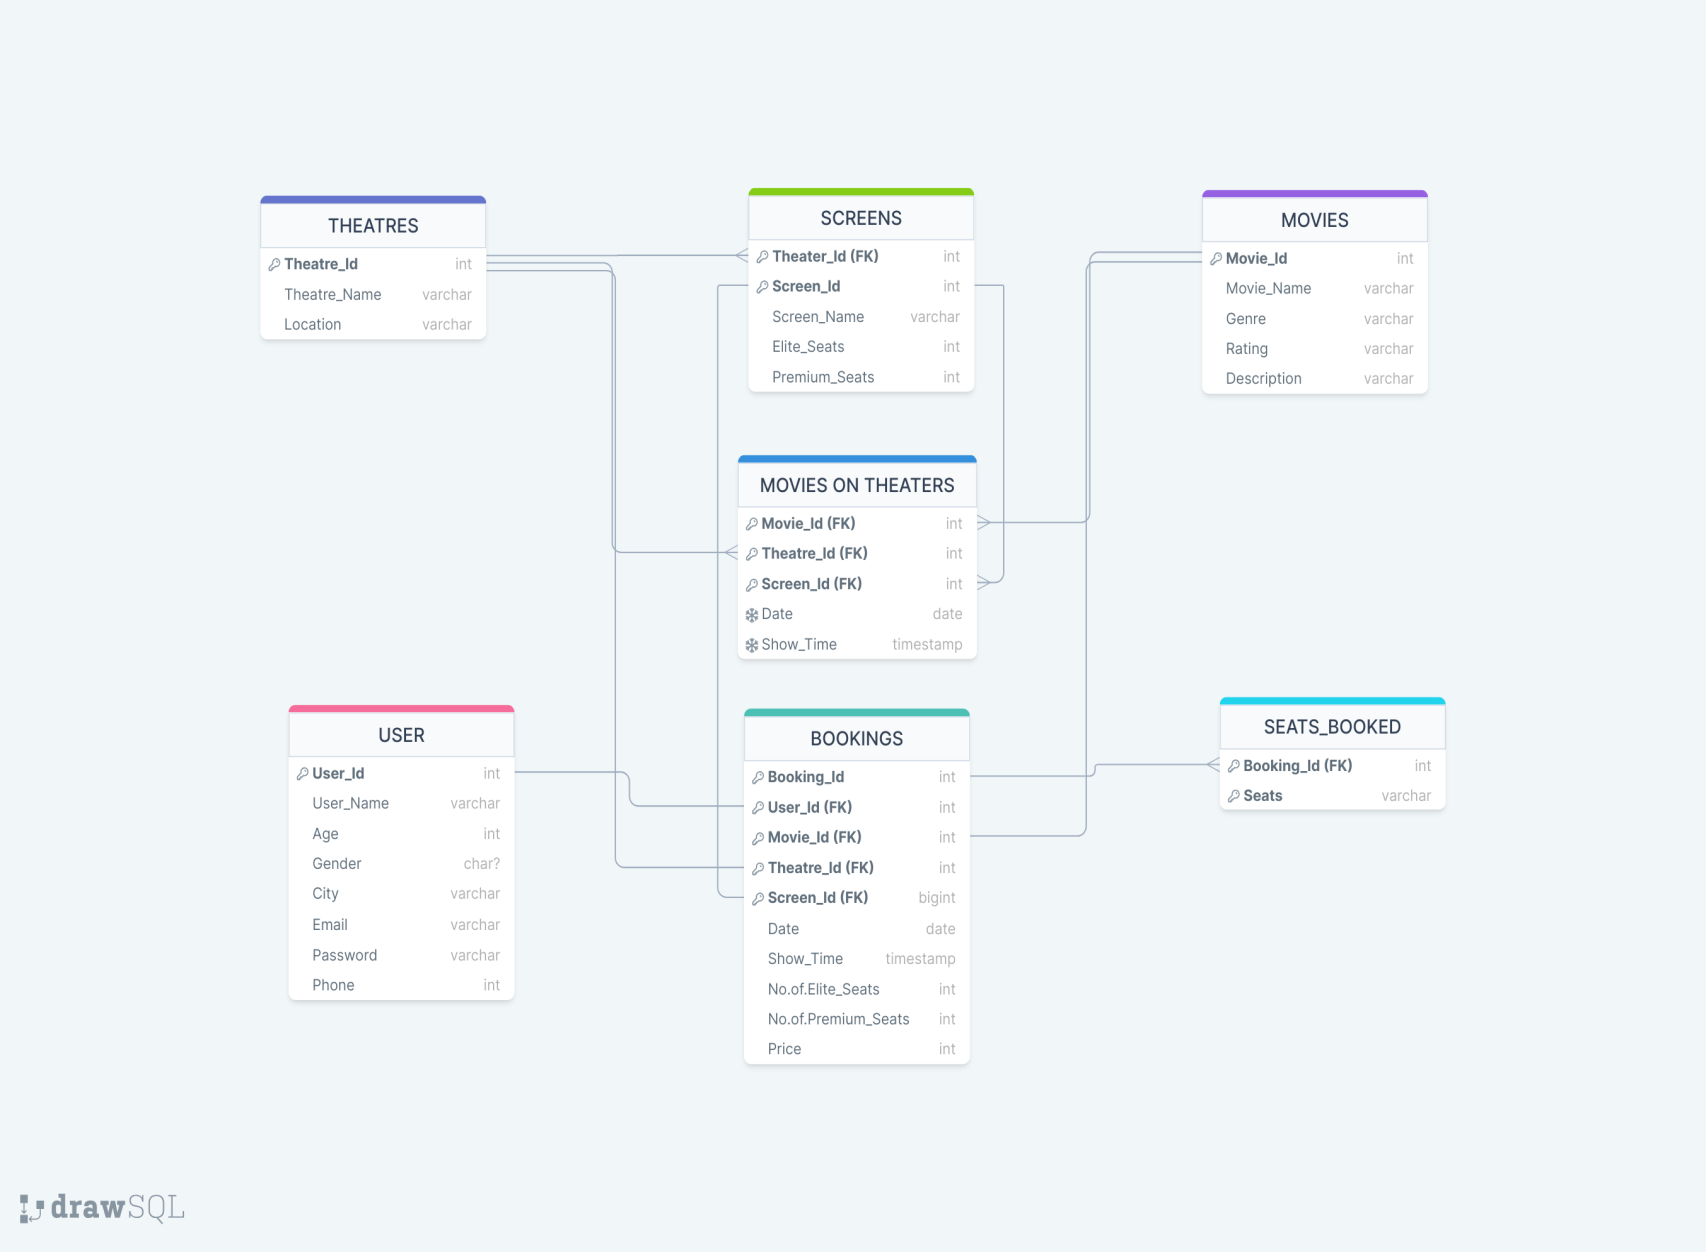 THEATRES
Theatre_Id int
Theatre_Name varchar
Location varchar
SCREENS
Theater_Id (FK) int
Screen_Id int
Screen_Name varchar
Elite_Seats int
Premium_Seats int
MOVIES
Movie_Id int
Movie_Name varchar
Genre varchar
Rating varchar
Description varchar
MOVIES ON THEATERS
Movie_Id (FK) int
Theatre_Id (FK) int
Screen_Id (FK) int
Date date
Show_Time timestamp
USER
User_Id int
User_Name varchar
Age int
Gender char?
City varchar
Email varchar
Password varchar
Phone int
BOOKINGS
Booking_Id int
User_Id (FK) int
Movie_Id (FK) int
Theatre_Id (FK) int
Screen_Id (FK) bigint
Date date
Show_Time timestamp
No.of.Elite_Seats int
No.of.Premium_Seats int
Price int
SEATS_BOOKED
Booking_Id (FK) int
Seats varchar
drawSQL